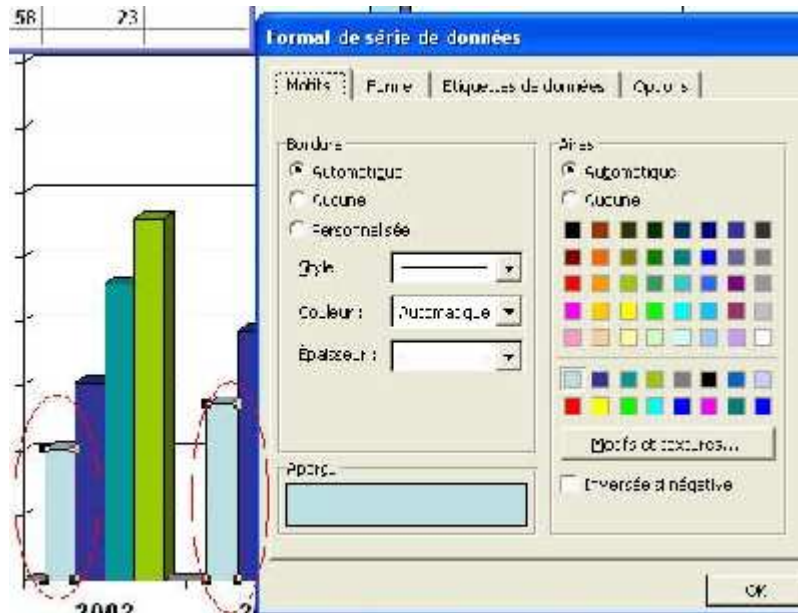 58 23
Format de série de données
Motifs Forme Etiquettes de données Options
Bordure
Automatique
Aucune
Personnalisée
Style
Couleur : Automatique
Épaisseur :
Aperçu
Aires
Automatique
Aucune
Motifs et textures...
Inversée si négative
OK
2002
2